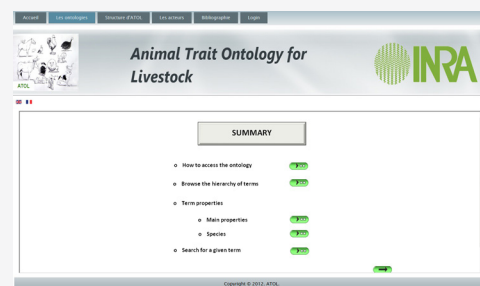 Accueil Les ontologies Structure d'ATOL Les acteurs Bibliographie Login
Animal Trait Ontology for
Livestock
ATOL
INRA
SUMMARY
o How to access the ontology
o Browse the hierarchy of terms
o Term properties
o Main properties
o Species
o Search for a given term
Copyright © 2012. ATOL.